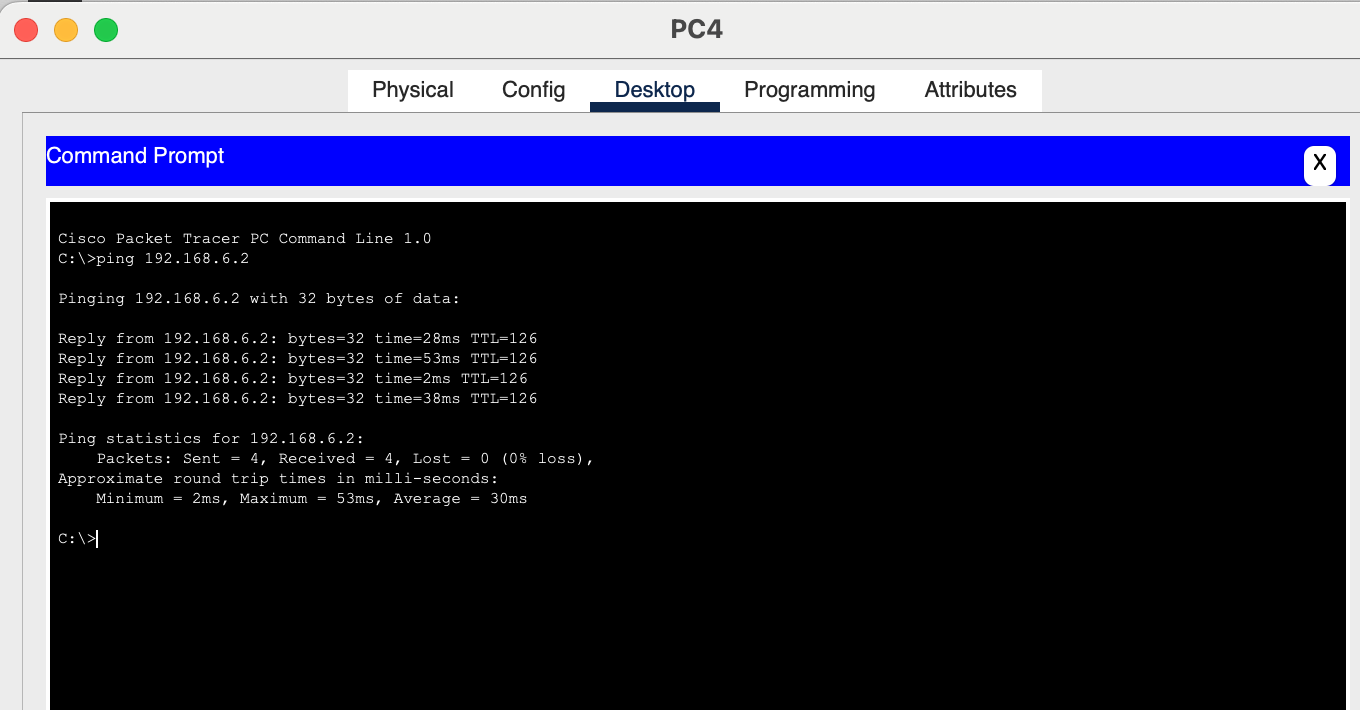 PC4
Physical Config Desktop Programming Attributes
Command Prompt
X
Cisco Packet Tracer PC Command Line 1.0
C:\>ping 192.168.6.2
Pinging 192.168.6.2 with 32 bytes of data:
Reply from 192.168.6.2: bytes=32 time=28ms TTL=126
Reply from 192.168.6.2: bytes=32 time=53ms TTL=126
Reply from 192.168.6.2: bytes=32 time=2ms TTL=126
Reply from 192.168.6.2: bytes=32 time=38ms TTL=126
Ping statistics for 192.168.6.2:
    Packets: Sent = 4, Received = 4, Lost = 0 (0% loss),
Approximate round trip times in milli-seconds:
    Minimum = 2ms, Maximum = 53ms, Average = 30ms
C:\>